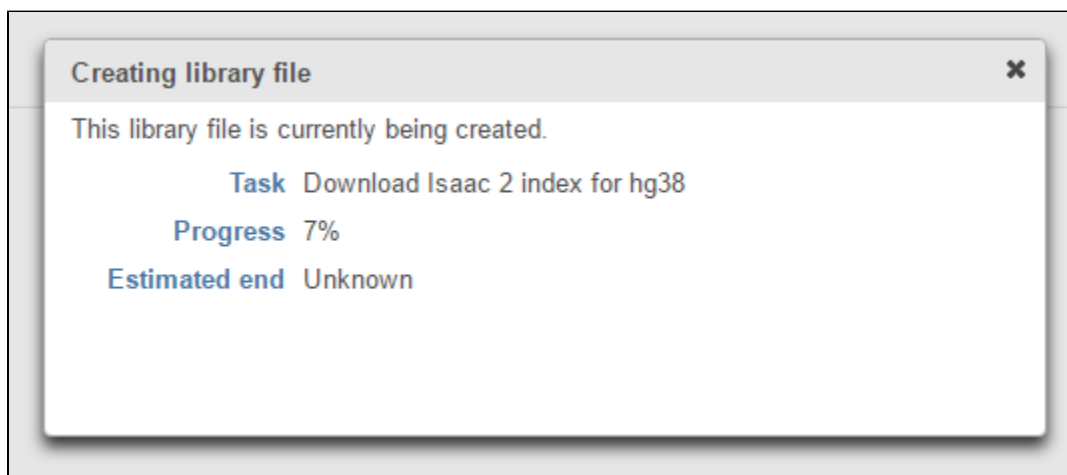 Creating library file
This library file is currently being created.
Task Download Isaac 2 index for hg38
Progress 7%
Estimated end Unknown